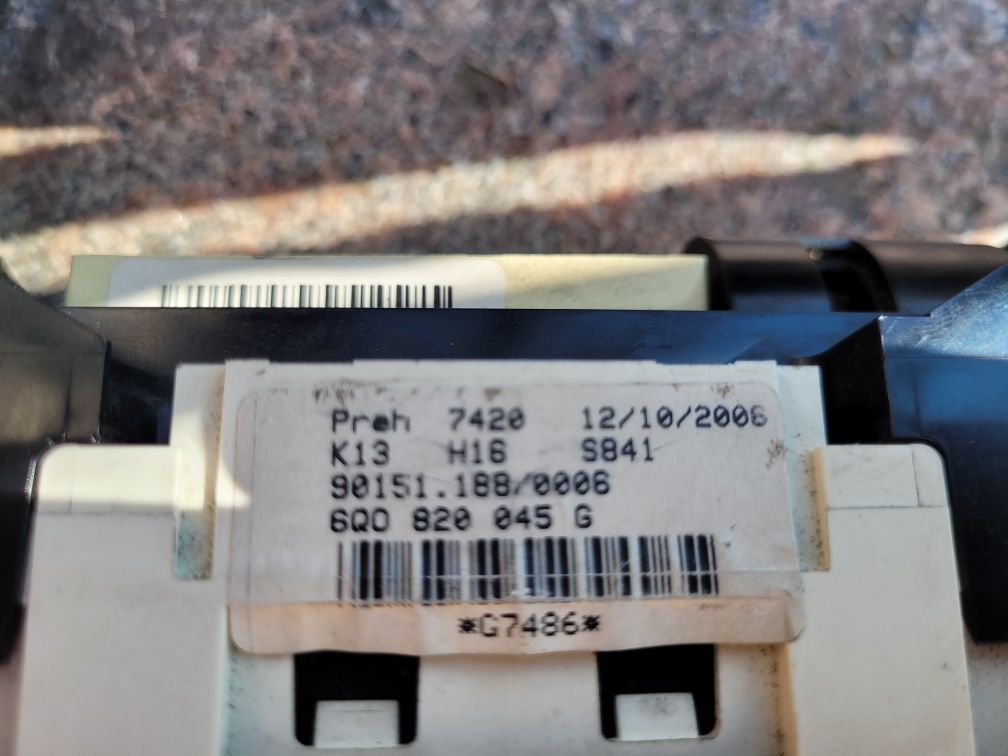 Preh 7420 12/10/2006
K13 H16 S841
90151.188/0006
6Q0 820 045 G
*G7486*